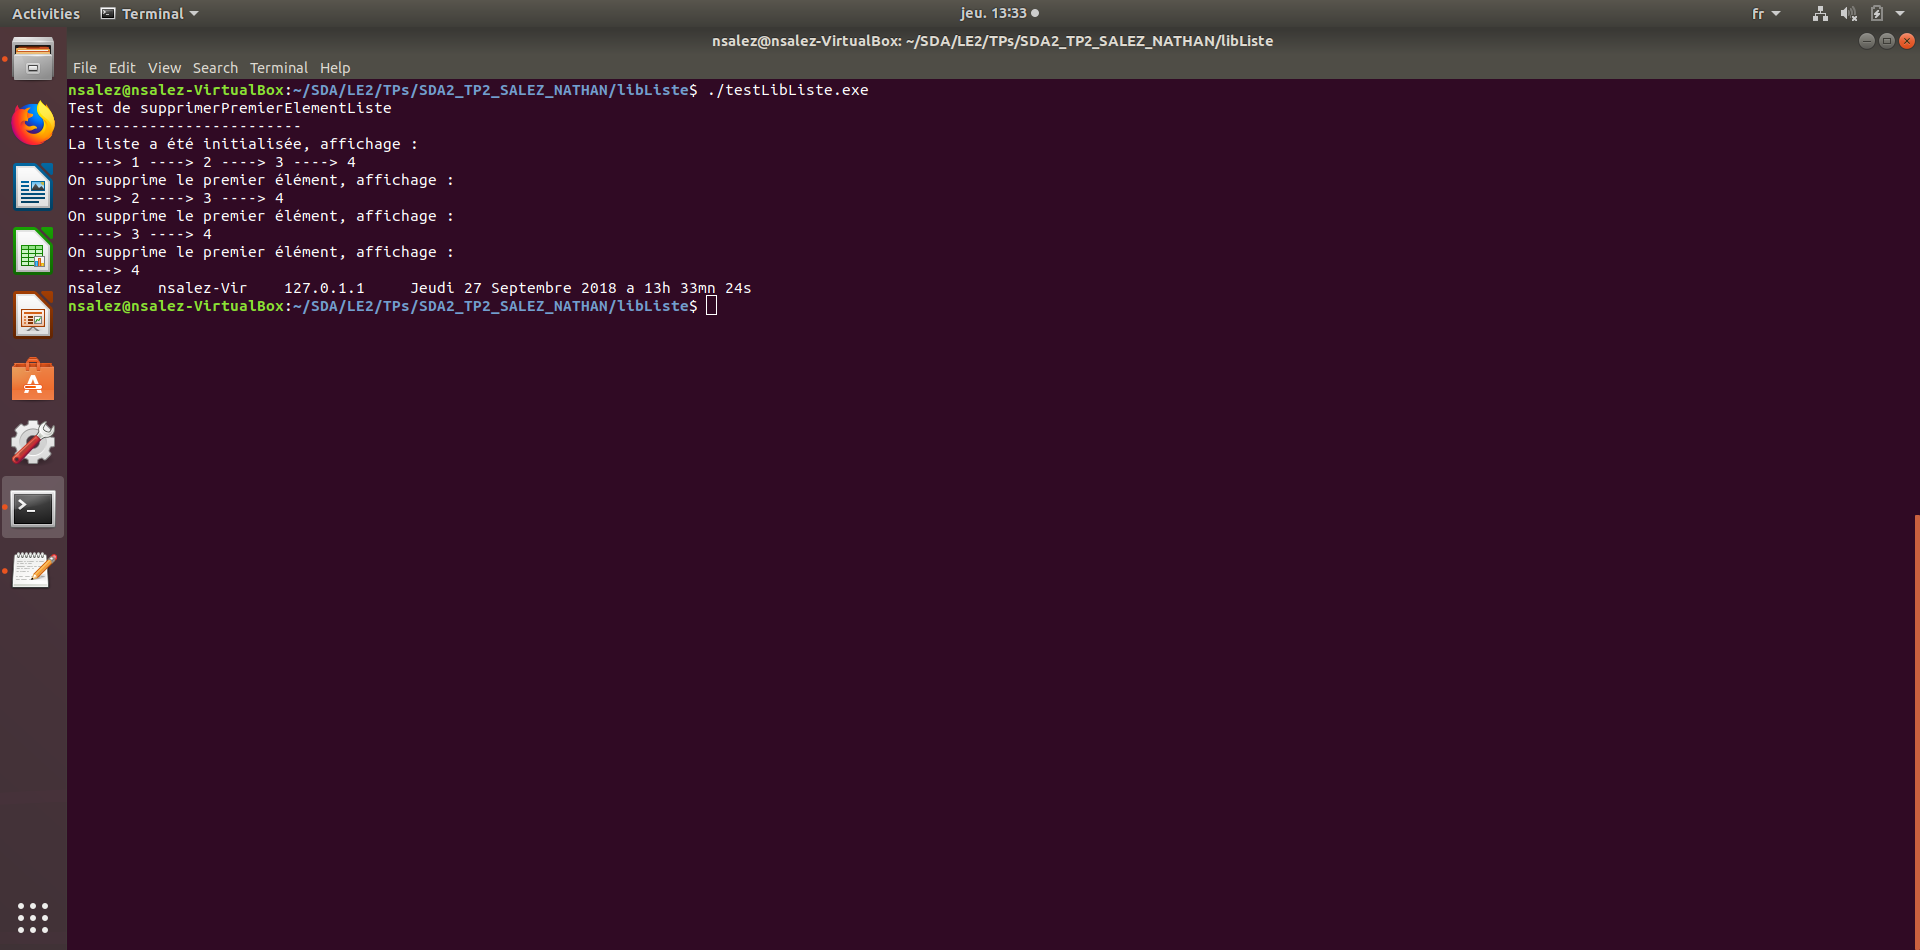 Activities Terminal jeu. 13:33 fr
nsalez@nsalez-VirtualBox: ~/SDA/LE2/TPs/SDA2_TP2_SALEZ_NATHAN/libListe
File Edit View Search Terminal Help
nsalez@nsalez-VirtualBox:~/SDA/LE2/TPs/SDA2_TP2_SALEZ_NATHAN/libListe$ ./testLibListe.exe
Test de supprimerPremierElementListe
--------------------------
La liste a été initialisée, affichage :
 ----> 1 ----> 2 ----> 3 ----> 4
On supprime le premier élément, affichage :
 ----> 2 ----> 3 ----> 4
On supprime le premier élément, affichage :
 ----> 3 ----> 4
On supprime le premier élément, affichage :
 ----> 4
nsalez    nsalez-Vir    127.0.1.1     Jeudi 27 Septembre 2018 a 13h 33mn 24s
nsalez@nsalez-VirtualBox:~/SDA/LE2/TPs/SDA2_TP2_SALEZ_NATHAN/libListe$